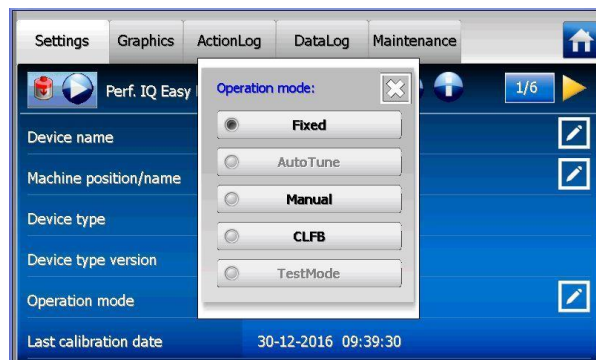 Settings Graphics ActionLog DataLog Maintenance
Perf. IQ Easy
1/6
Operation mode:
Fixed
AutoTune
Manual
CLFB
TestMode
Device name
Machine position/name
Device type
Device type version
Operation mode
Last calibration date 30-12-2016 09:39:30